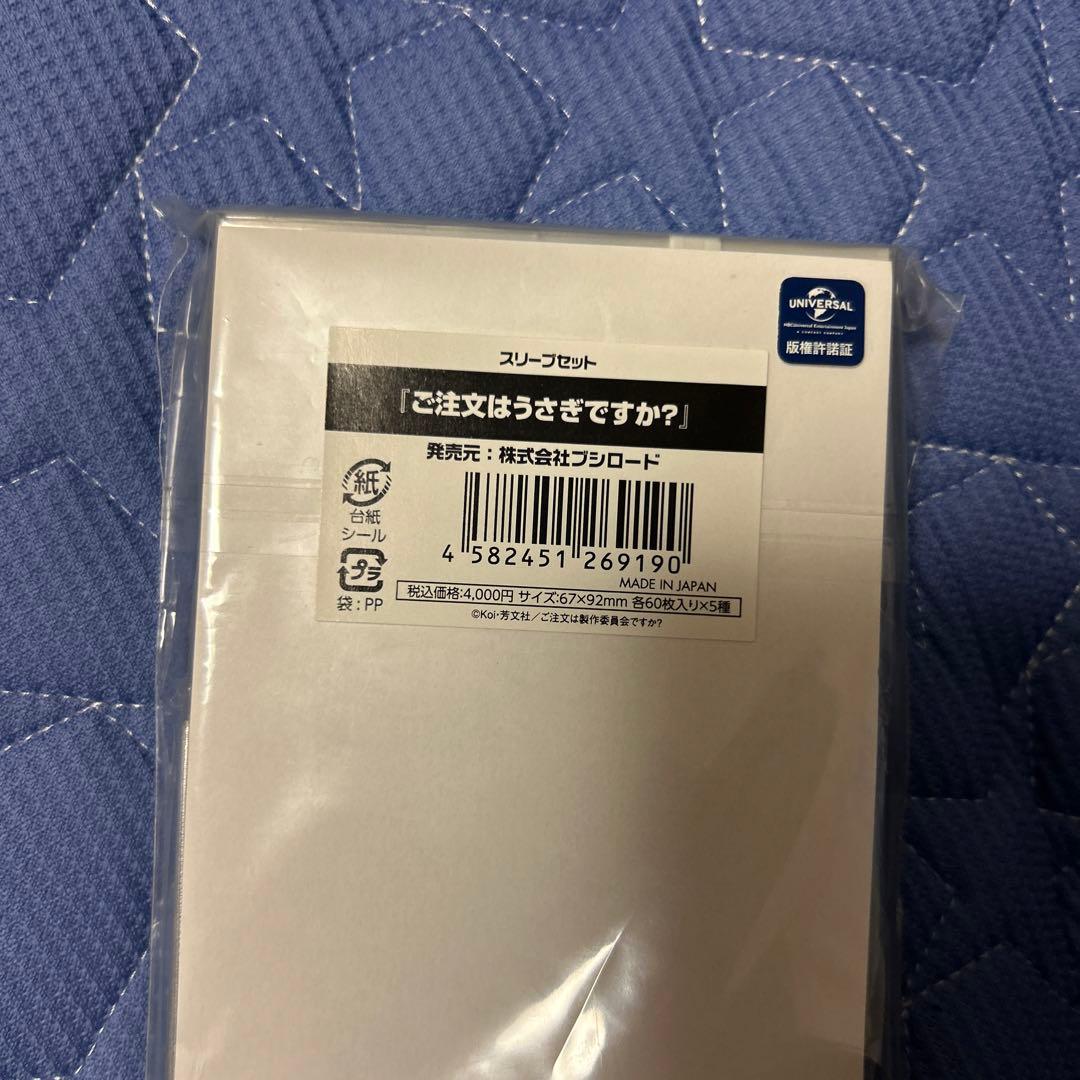 UNIVERSAL
NBCUniversal Entertainment Japan
A COMCAST COMPANY
版権許諾証
スリーブセット
『ご注文はうさぎですか?』
発売元：株式会社ブシロード
紙
台紙
シール
プラ
袋：PP
4 582451 269190
MADE IN JAPAN
税込価格:4,000円 サイズ:67×92mm 各60枚入り×5種
©Koi・芳文社／ご注文は製作委員会ですか?